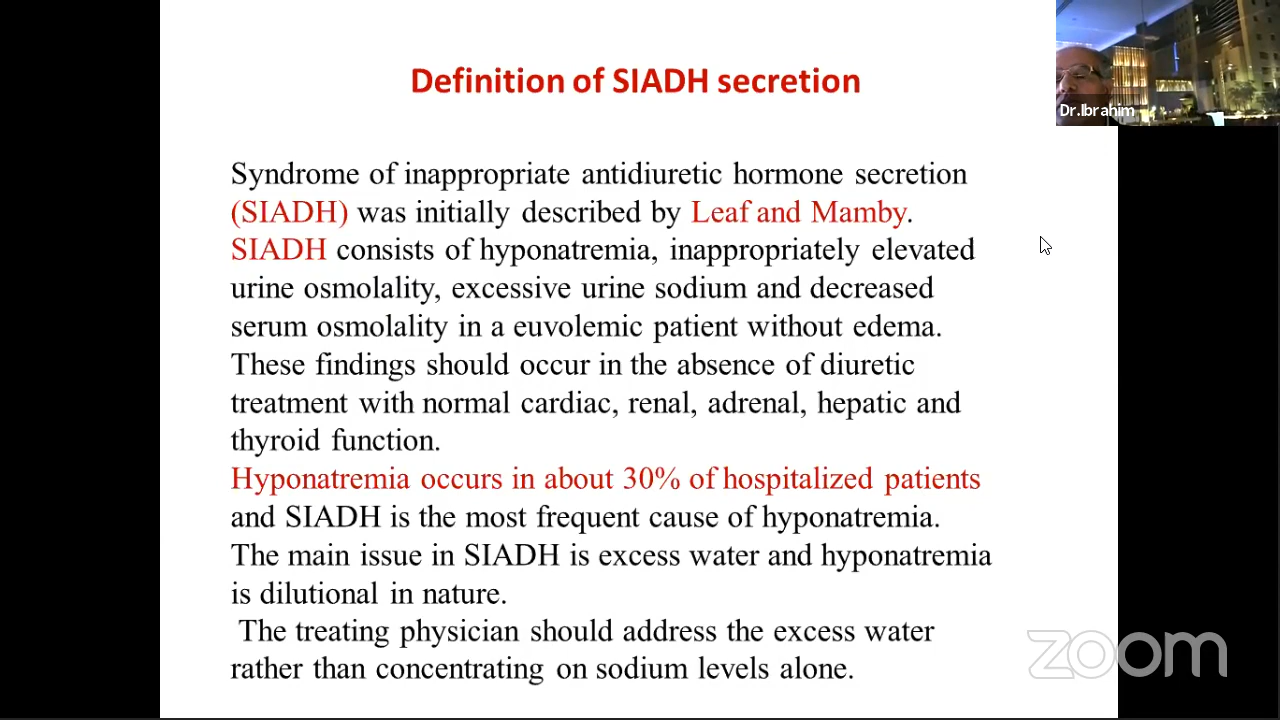 Definition of SIADH secretion
Dr.Ibrahim
Syndrome of inappropriate antidiuretic hormone secretion
(SIADH) was initially described by Leaf and Mamby.
SIADH consists of hyponatremia, inappropriately elevated
urine osmolality, excessive urine sodium and decreased
serum osmolality in a euvolemic patient without edema.
These findings should occur in the absence of diuretic
treatment with normal cardiac, renal, adrenal, hepatic and
thyroid function.
Hyponatremia occurs in about 30% of hospitalized patients
and SIADH is the most frequent cause of hyponatremia.
The main issue in SIADH is excess water and hyponatremia
is dilutional in nature.
The treating physician should address the excess water
rather than concentrating on sodium levels alone.
zoom